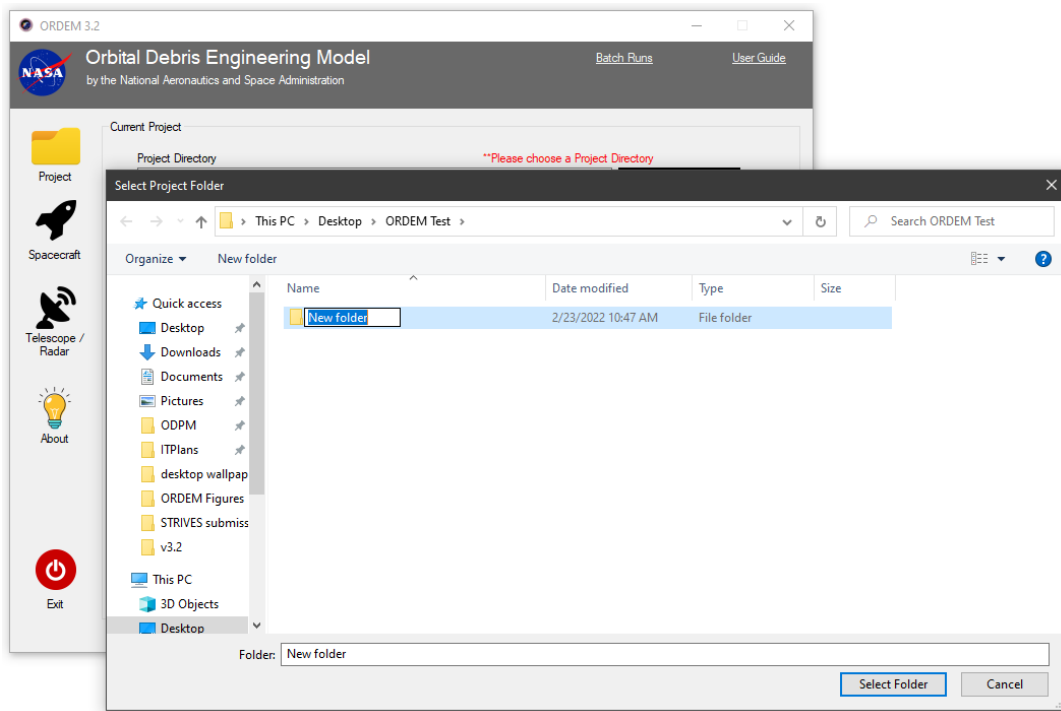 ORDEM 3.2
NASA
Orbital Debris Engineering Model
by the National Aeronautics and Space Administration
Batch Runs
User Guide
Current Project
Project Directory
**Please choose a Project Directory
Project
Spacecraft
Telescope /
Radar
About
Exit
Select Project Folder
This PC > Desktop > ORDEM Test >
Search ORDEM Test
Organize
New folder
Name
Date modified
Type
Size
New folder
2/23/2022 10:47 AM
File folder
Quick access
Desktop
Downloads
Documents
Pictures
ODPM
ITPlans
desktop wallpap
ORDEM Figures
STRIVES submiss
v3.2
This PC
3D Objects
Desktop
Folder:
New folder
Select Folder
Cancel